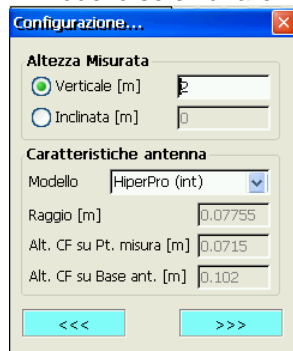 Configurazione...
Altezza Misurata
Verticale [m] 2
Inclinata [m] 0
Caratteristiche antenna
Modello HiperPro (int)
Raggio [m] 0.07755
Alt. CF su Pt. misura [m] 0.0715
Alt. CF su Base ant. [m] 0.102
<<< >>>